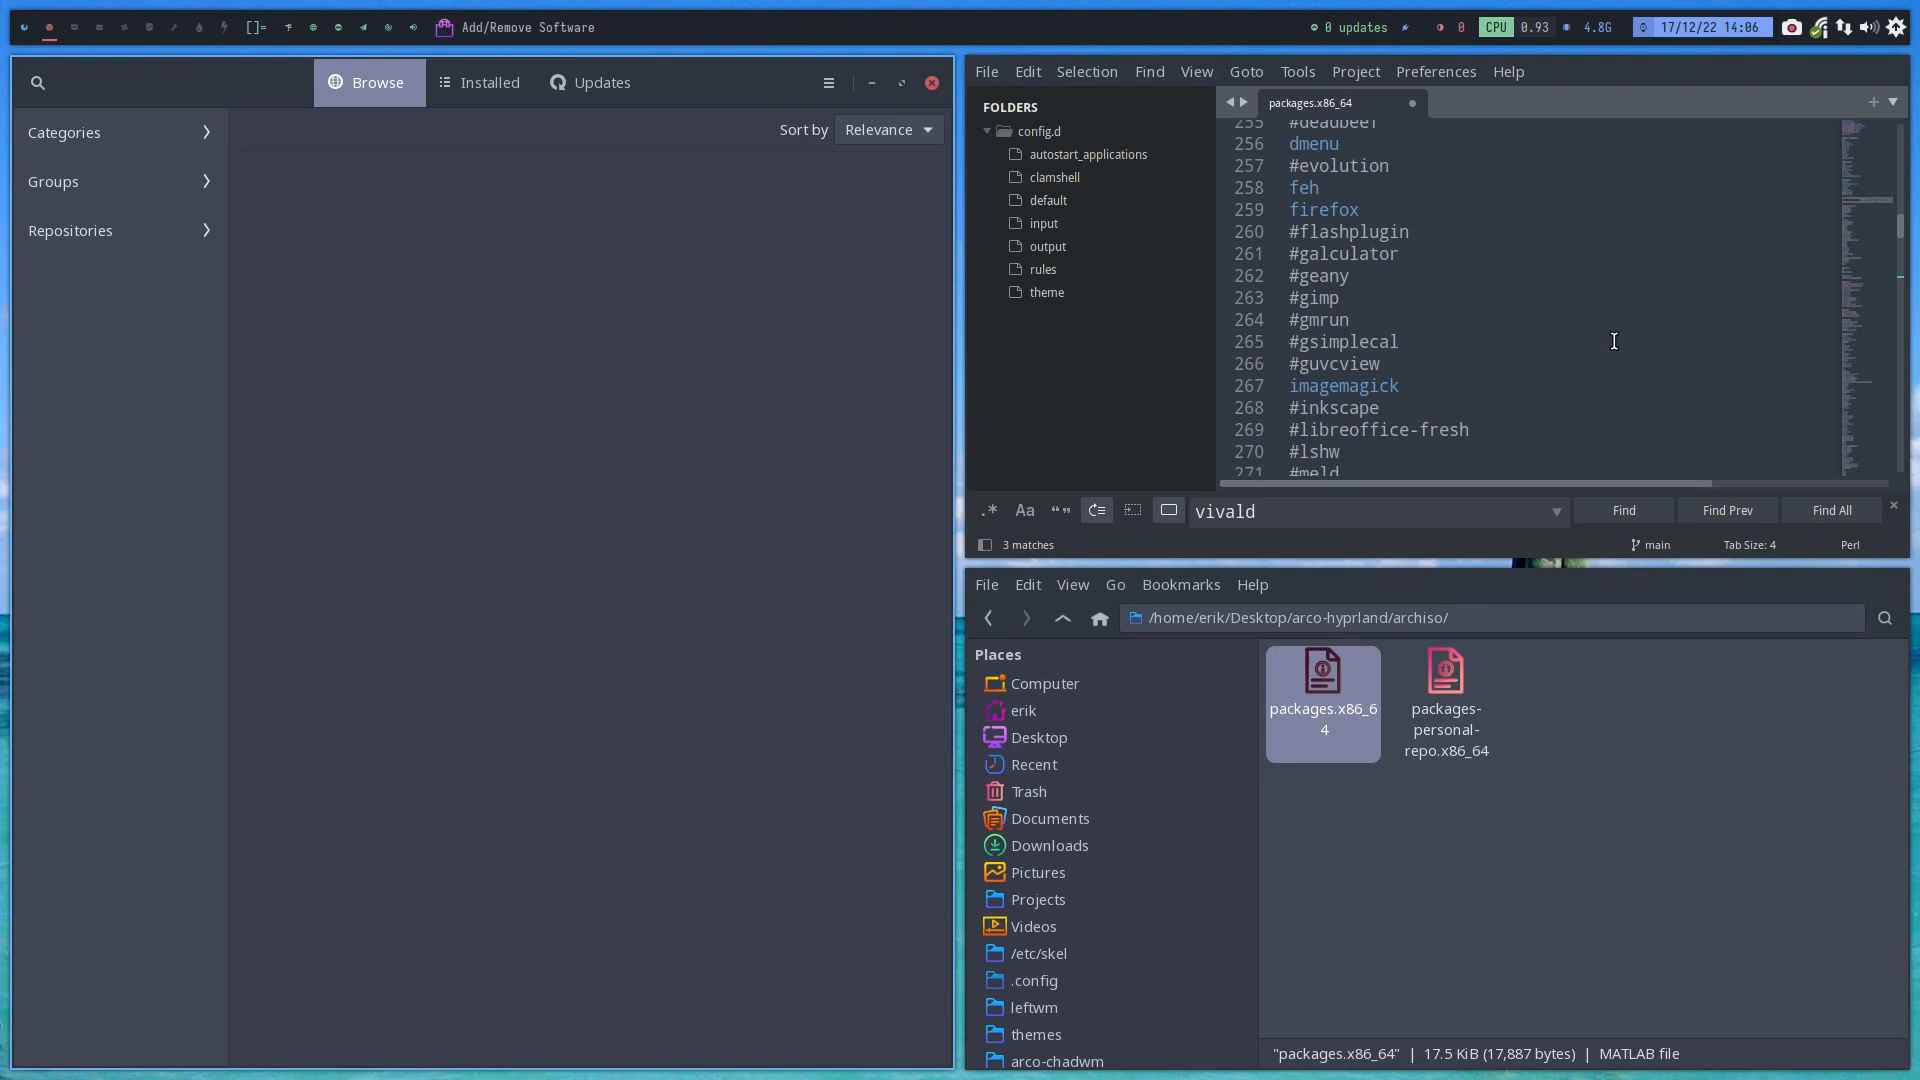 []=
Add/Remove Software
0 updates
0
CPU
0.93
4.8G
17/12/22 14:06
Browse
Installed
Updates
Categories
Groups
Repositories
Sort by
Relevance
File Edit Selection Find View Goto Tools Project Preferences Help
FOLDERS
config.d
autostart_applications
clamshell
default
input
output
rules
theme
packages.x86_64
255 #deadbeef
256 dmenu
257 #evolution
258 feh
259 firefox
260 #flashplugin
261 #galculator
262 #geany
263 #gimp
264 #gmrun
265 #gsimplecal
266 #guvcview
267 imagemagick
268 #inkscape
269 #libreoffice-fresh
270 #lshw
271 #meld
.* Aa “” vivald
Find
Find Prev
Find All
3 matches
main
Tab Size: 4
Perl
File Edit View Go Bookmarks Help
/home/erik/Desktop/arco-hyprland/archiso/
Places
Computer
erik
Desktop
Recent
Trash
Documents
Downloads
Pictures
Projects
Videos
/etc/skel
.config
leftwm
themes
arco-chadwm
packages.x86_6
4
packages-
personal-
repo.x86_64
"packages.x86_64" | 17.5 KiB (17,887 bytes) | MATLAB file